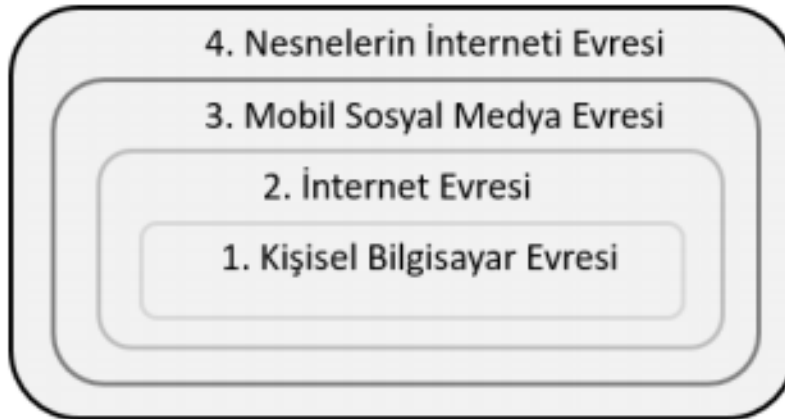 4. Nesnelerin İnterneti Evresi
3. Mobil Sosyal Medya Evresi
2. İnternet Evresi
1. Kişisel Bilgisayar Evresi